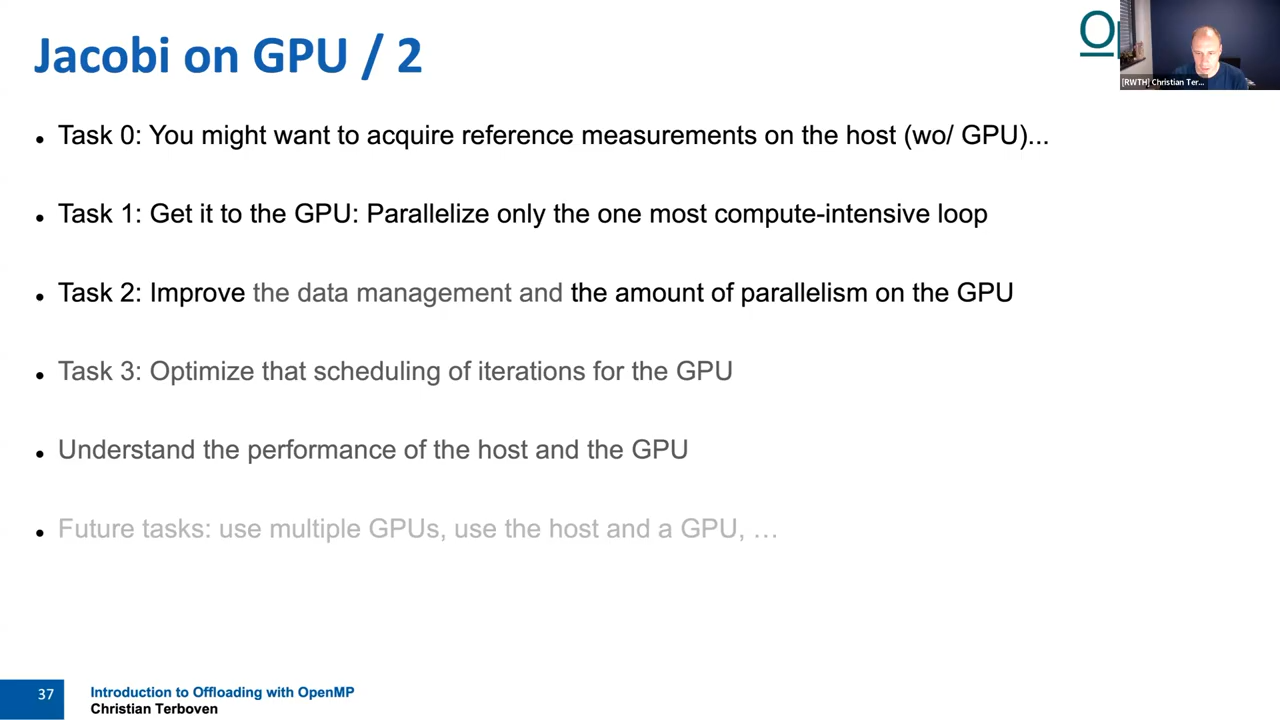 Jacobi on GPU / 2
Task 0: You might want to acquire reference measurements on the host (wo/ GPU)...
Task 1: Get it to the GPU: Parallelize only the one most compute-intensive loop
Task 2: Improve the data management and the amount of parallelism on the GPU
Task 3: Optimize that scheduling of iterations for the GPU
Understand the performance of the host and the GPU
Future tasks: use multiple GPUs, use the host and a GPU, …
[RWTH] Christian Ter...
37
Introduction to Offloading with OpenMP
Christian Terboven